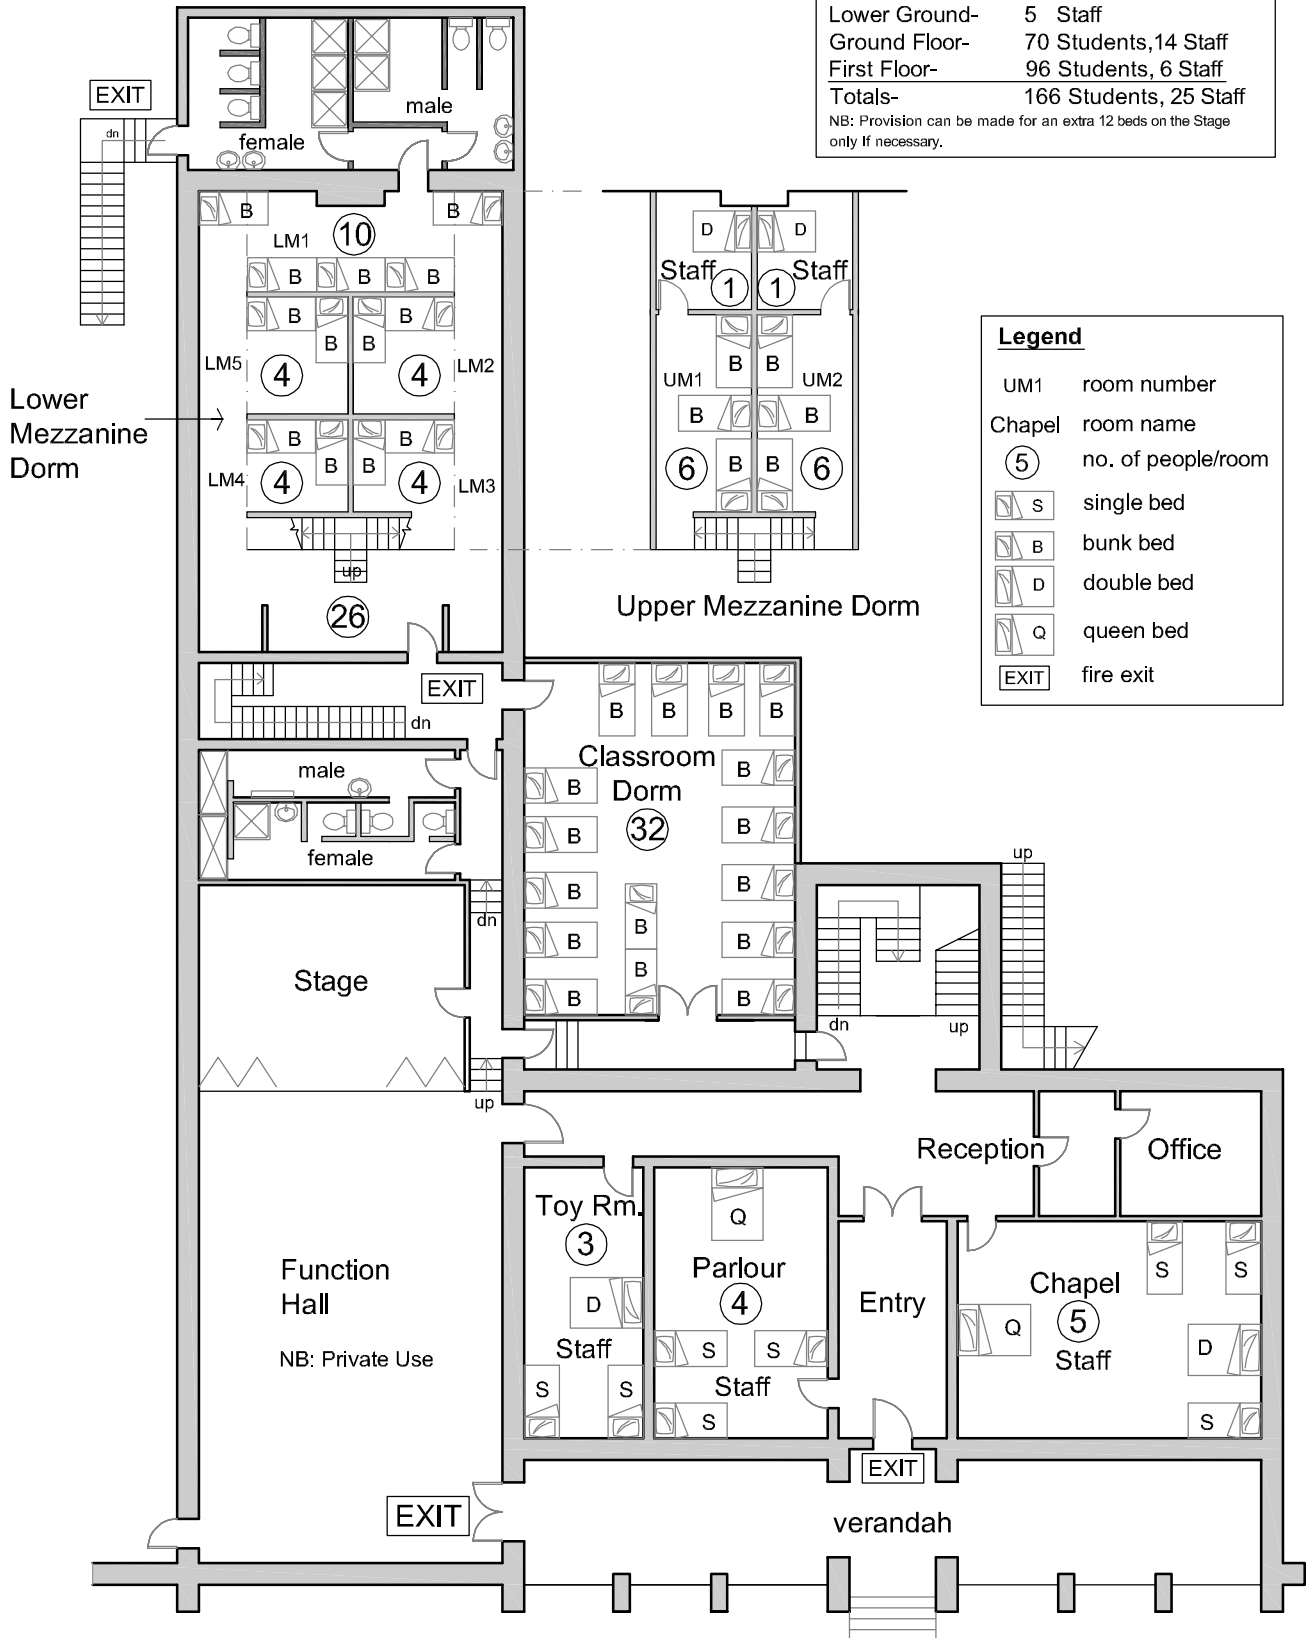 Lower Ground- 5 Staff
Ground Floor- 70 Students,14 Staff
First Floor- 96 Students, 6 Staff
Totals- 166 Students, 25 Staff
NB: Provision can be made for an extra 12 beds on the Stage
only If necessary.
EXIT
dn
female
male
B
B
LM1
10
B
B
B
B
B
B
B
LM5
4
4
LM2
B
B
B
B
LM4
4
4
LM3
up
26
Lower
Mezzanine
Dorm
D
D
Staff
1
1
Staff
B
B
UM1
UM2
B
B
6
B
B
6
Upper Mezzanine Dorm
Legend
UM1 room number
Chapel room name
5 no. of people/room
S single bed
B bunk bed
D double bed
Q queen bed
EXIT fire exit
EXIT
dn
male
female
dn
Stage
up
B
B
B
B
Classroom
Dorm
32
B
B
B
B
B
B
B
B
B
B
B
B
up
dn
up
Reception
Office
Toy Rm.
3
D
Staff
S
S
Q
Parlour
4
S
S
Staff
S
Entry
Chapel
5
Staff
S
S
Q
D
S
Function
Hall
NB: Private Use
EXIT
EXIT
verandah